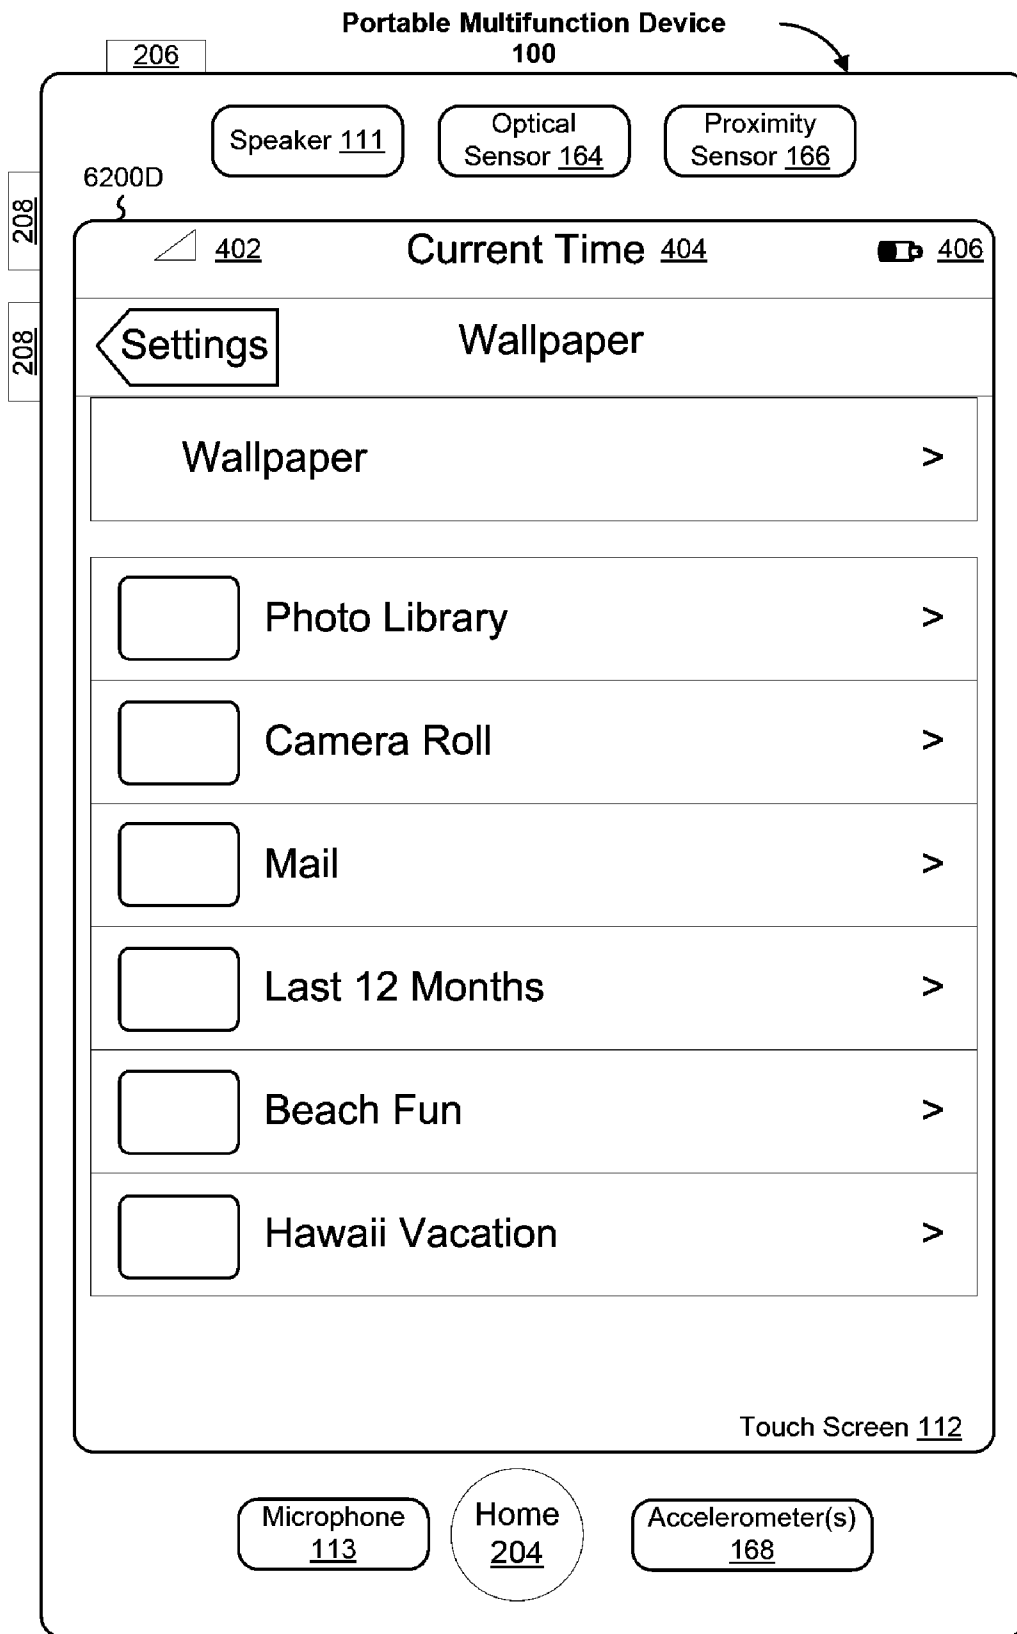 Portable Multifunction Device
100
206
Speaker 111
Optical
Sensor 164
Proximity
Sensor 166
6200D
208
208
402
Current Time 404
406
Settings
Wallpaper
Wallpaper >
Photo Library >
Camera Roll >
Mail >
Last 12 Months >
Beach Fun >
Hawaii Vacation >
Touch Screen 112
Microphone
113
Home
204
Accelerometer(s)
168